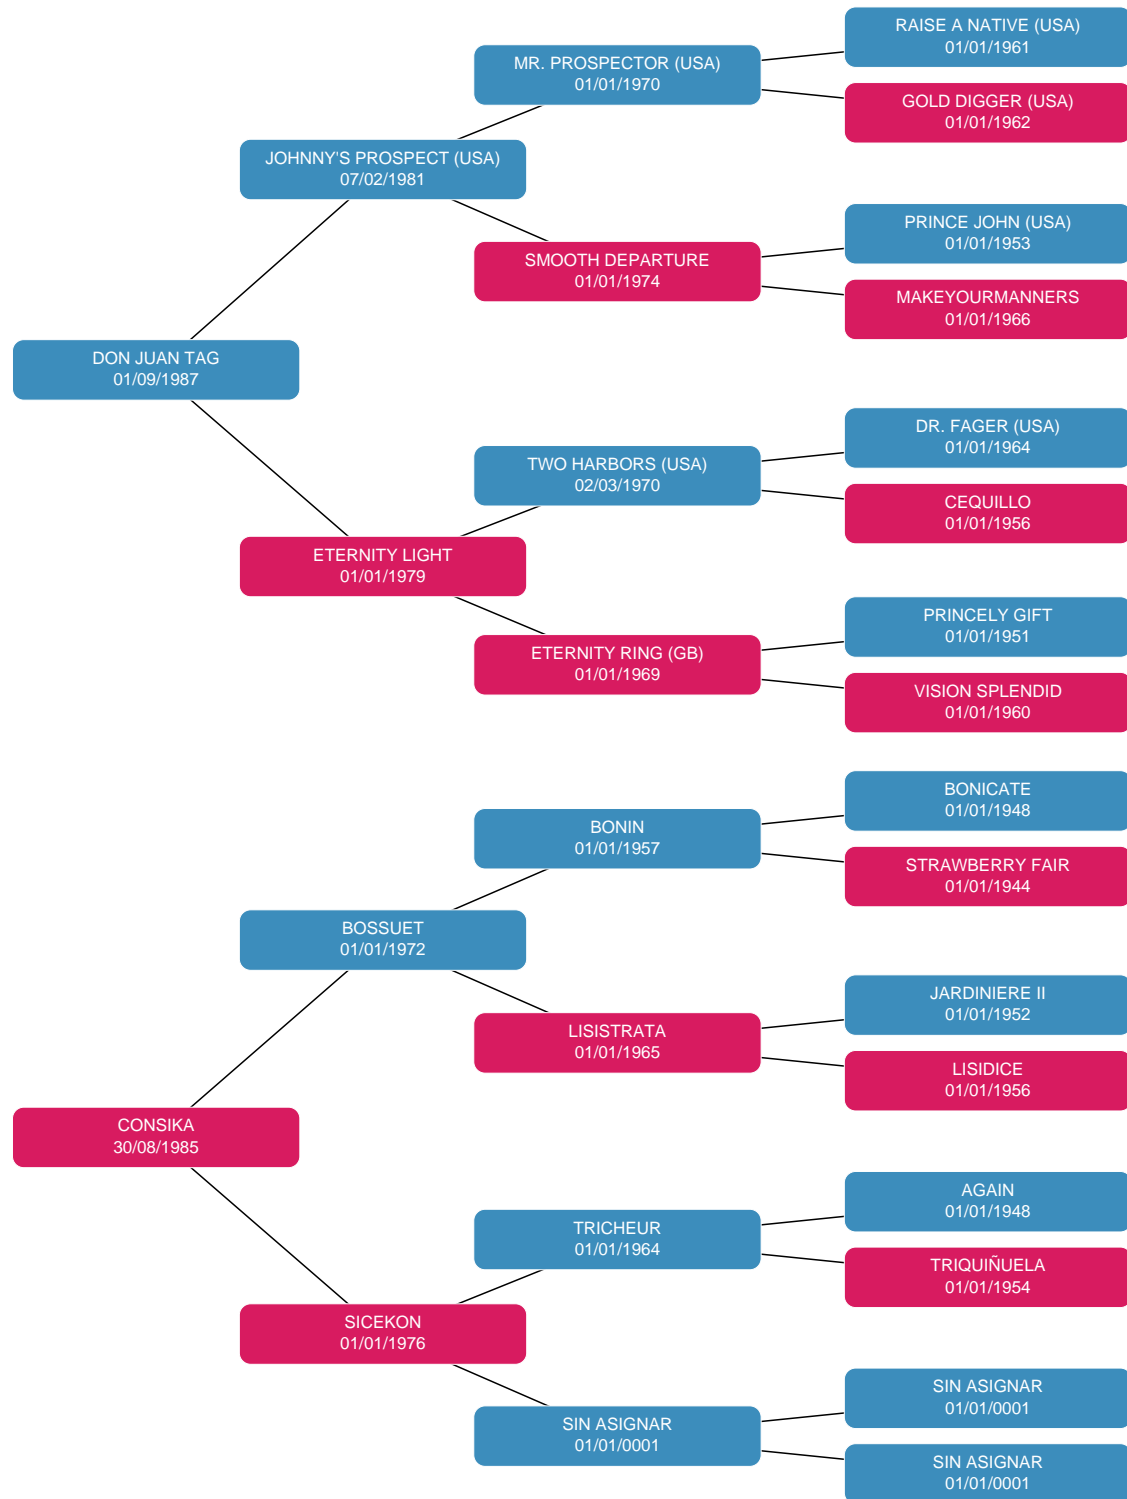 RAISE A NATIVE (USA)
01/01/1961
MR. PROSPECTOR (USA)
01/01/1970
GOLD DIGGER (USA)
01/01/1962
JOHNNY'S PROSPECT (USA)
07/02/1981
PRINCE JOHN (USA)
01/01/1953
SMOOTH DEPARTURE
01/01/1974
MAKEYOURMANNERS
01/01/1966
DON JUAN TAG
01/09/1987
DR. FAGER (USA)
01/01/1964
TWO HARBORS (USA)
02/03/1970
CEQUILLO
01/01/1956
ETERNITY LIGHT
01/01/1979
PRINCELY GIFT
01/01/1951
ETERNITY RING (GB)
01/01/1969
VISION SPLENDID
01/01/1960
BONICATE
01/01/1948
BONIN
01/01/1957
STRAWBERRY FAIR
01/01/1944
BOSSUET
01/01/1972
JARDINIERE II
01/01/1952
LISISTRATA
01/01/1965
LISIDICE
01/01/1956
CONSIKA
30/08/1985
AGAIN
01/01/1948
TRICHEUR
01/01/1964
TRIQUIÑUELA
01/01/1954
SICEKON
01/01/1976
SIN ASIGNAR
01/01/0001
SIN ASIGNAR
01/01/0001
SIN ASIGNAR
01/01/0001